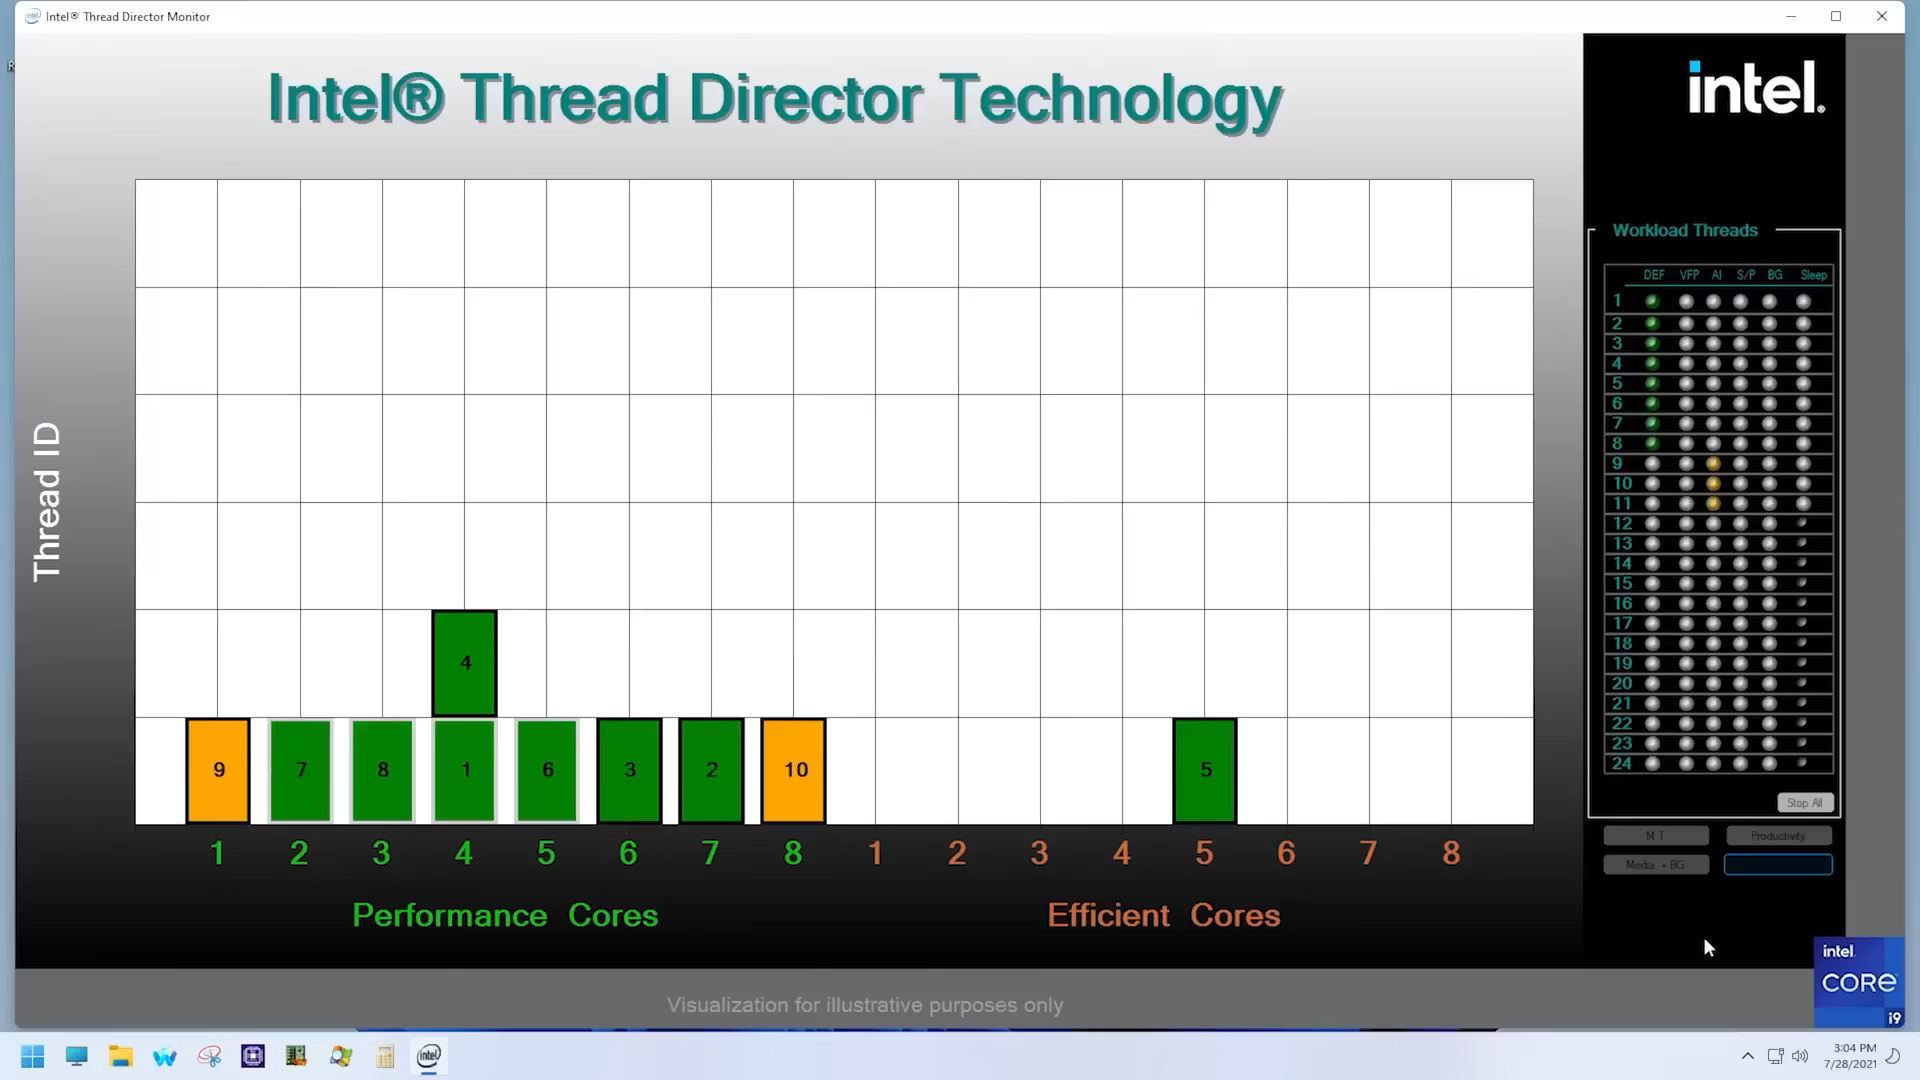 Intel® Thread Director Monitor
R
Intel® Thread Director Technology
intel.
Workload Threads
DEF VFP AI S/P BG Sleep
1
2
3
4
5
6
7
8
9
10
11
12
13
14
15
16
17
18
19
20
21
22
23
24
Stop All
M T Productivity
Media + BG
Thread ID
4
9 7 8 1 6 3 2 10 5
1 2 3 4 5 6 7 8 1 2 3 4 5 6 7 8
Performance Cores Efficient Cores
intel
CORE
i9
Visualization for illustrative purposes only
intel
3:04 PM
7/28/2021